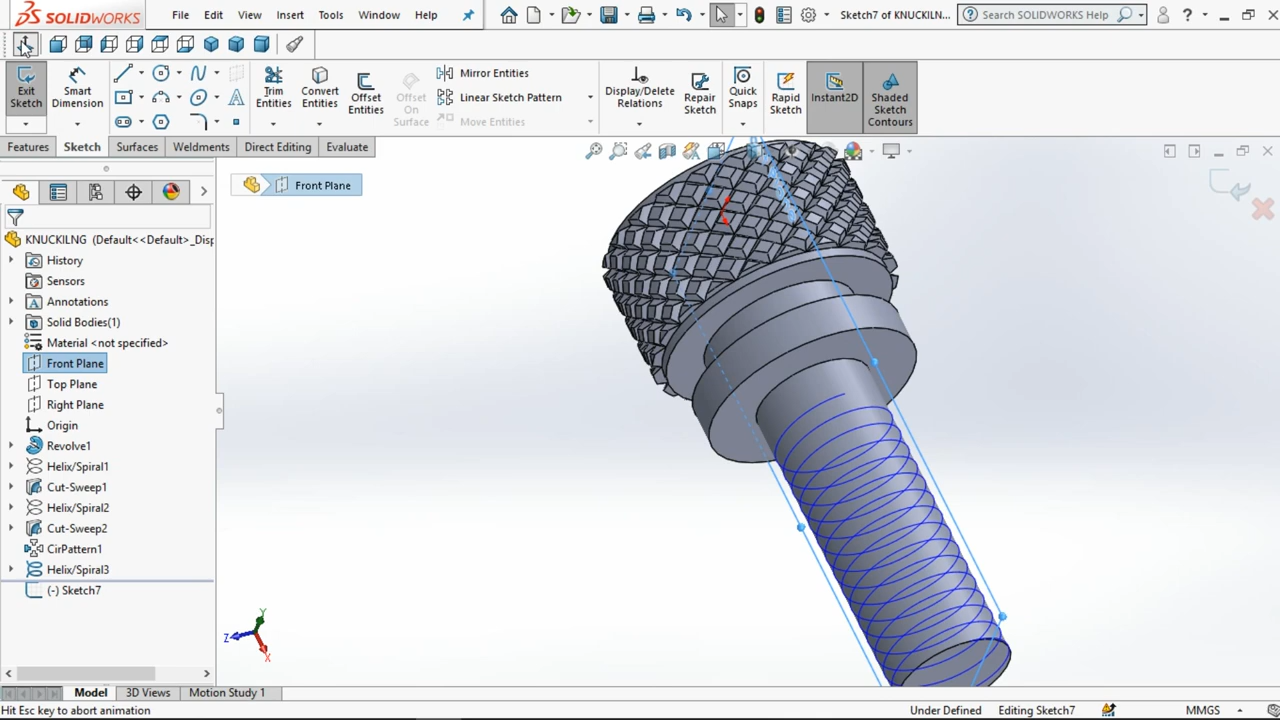 SOLIDWORKS
File
Edit
View
Insert
Tools
Window
Help
Sketch7 of KNUCKILN...
Search SOLIDWORKS Help
?
Exit Sketch
Smart Dimension
Trim Entities
Convert Entities
Offset Entities
Offset On Surface
Mirror Entities
Linear Sketch Pattern
Move Entities
Display/Delete Relations
Repair Sketch
Quick Snaps
Rapid Sketch
Instant2D
Shaded Sketch Contours
Features
Sketch
Surfaces
Weldments
Direct Editing
Evaluate
Front Plane
KNUCKILNG (Default<<Default>_Disp
History
Sensors
Annotations
Solid Bodies(1)
Material <not specified>
Front Plane
Top Plane
Right Plane
Origin
Revolve1
Helix/Spiral1
Cut-Sweep1
Helix/Spiral2
Cut-Sweep2
CirPattern1
Helix/Spiral3
(-) Sketch7
Y
Z
X
Model
3D Views
Motion Study 1
Hit Esc key to abort animation
Under Defined
Editing Sketch7
MMGS